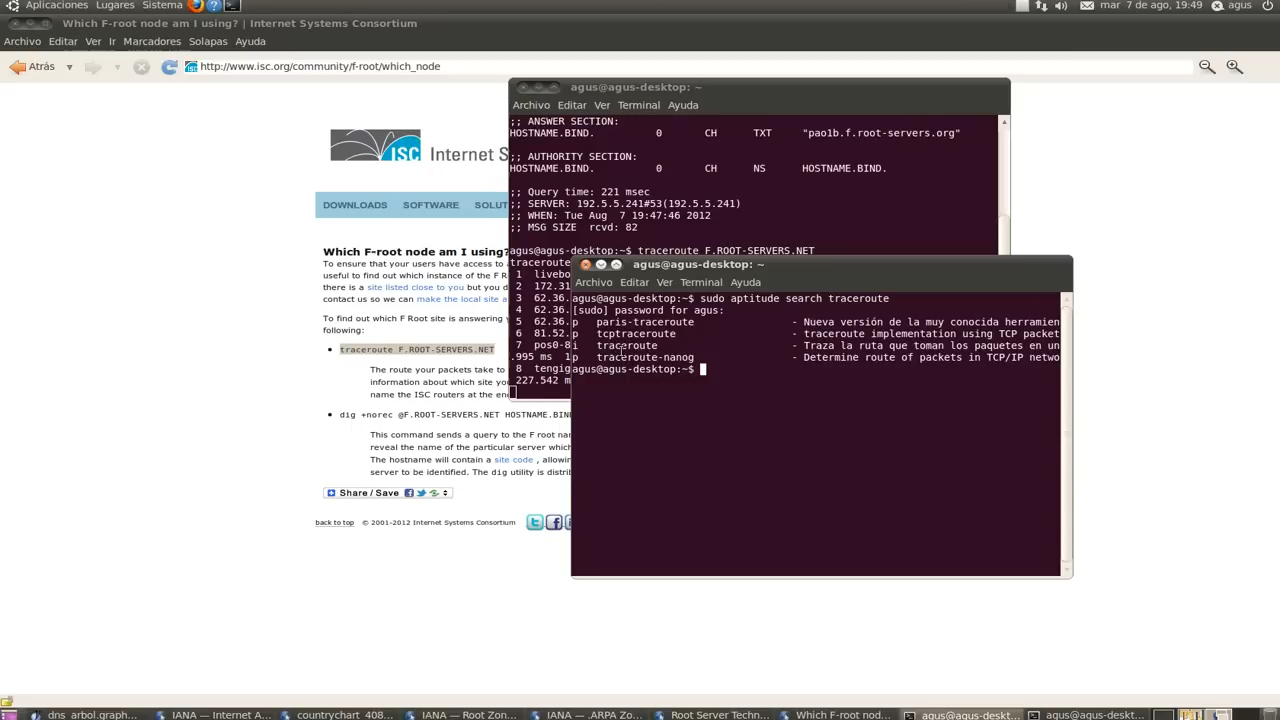 Aplicaciones Lugares Sistema
mar 7 de ago, 19:49 agus
Which F-root node am I using? | Internet Systems Consortium
Archivo Editar Ver Ir Marcadores Solapas Ayuda
Atrás http://www.isc.org/community/f-root/which_node
ISC Internet S
DOWNLOADS SOFTWARE SOLUT
Which F-root node am I using?
To ensure that your users have access to
useful to find out which instance of the F
there is a site listed close to you but you d
contact us so we can make the local site a
To find out which F Root site is answering
following:
traceroute F.ROOT-SERVERS.NET
The route your packets take to
information about which site you
name the ISC routers at the en
dig +norec @F.ROOT-SERVERS.NET HOSTNAME.BIND
This command sends a query to the F root nam
reveal the name of the particular server which
The hostname will contain a site code , allowin
server to be identified. The dig utility is distrib
Share / Save
back to top © 2001-2012 Internet Systems Consortium
agus@agus-desktop: ~
Archivo Editar Ver Terminal Ayuda
;; ANSWER SECTION:
HOSTNAME.BIND. 0 CH TXT "pao1b.f.root-servers.org"
;; AUTHORITY SECTION:
HOSTNAME.BIND. 0 CH NS HOSTNAME.BIND.
;; Query time: 221 msec
;; SERVER: 192.5.5.241#53(192.5.5.241)
;; WHEN: Tue Aug 7 19:47:46 2012
;; MSG SIZE rcvd: 82
agus@agus-desktop:~$ traceroute F.ROOT-SERVERS.NET
traceroute
1 livebo
2 172.31
3 62.36.
4 62.36.
5 62.36.
6 81.52.
7 pos0-8
.995 ms 1
8 tengig
227.542 m
agus@agus-desktop: ~
Archivo Editar Ver Terminal Ayuda
agus@agus-desktop:~$ sudo aptitude search traceroute
[sudo] password for agus:
p paris-traceroute - Nueva versión de la muy conocida herramien
p tcptraceroute - traceroute implementation using TCP packet
i traceroute - Traza la ruta que toman los paquetes en un
p traceroute-nanog - Determine route of packets in TCP/IP netwo
agus@agus-desktop:~$
dns_arbol.graph... IANA — Internet A... countrychart_408... IANA — Root Zon... IANA — .ARPA Zo... Root Server Techn... Which F-root nod... agus@agus-deskt... agus@agus-deskt...